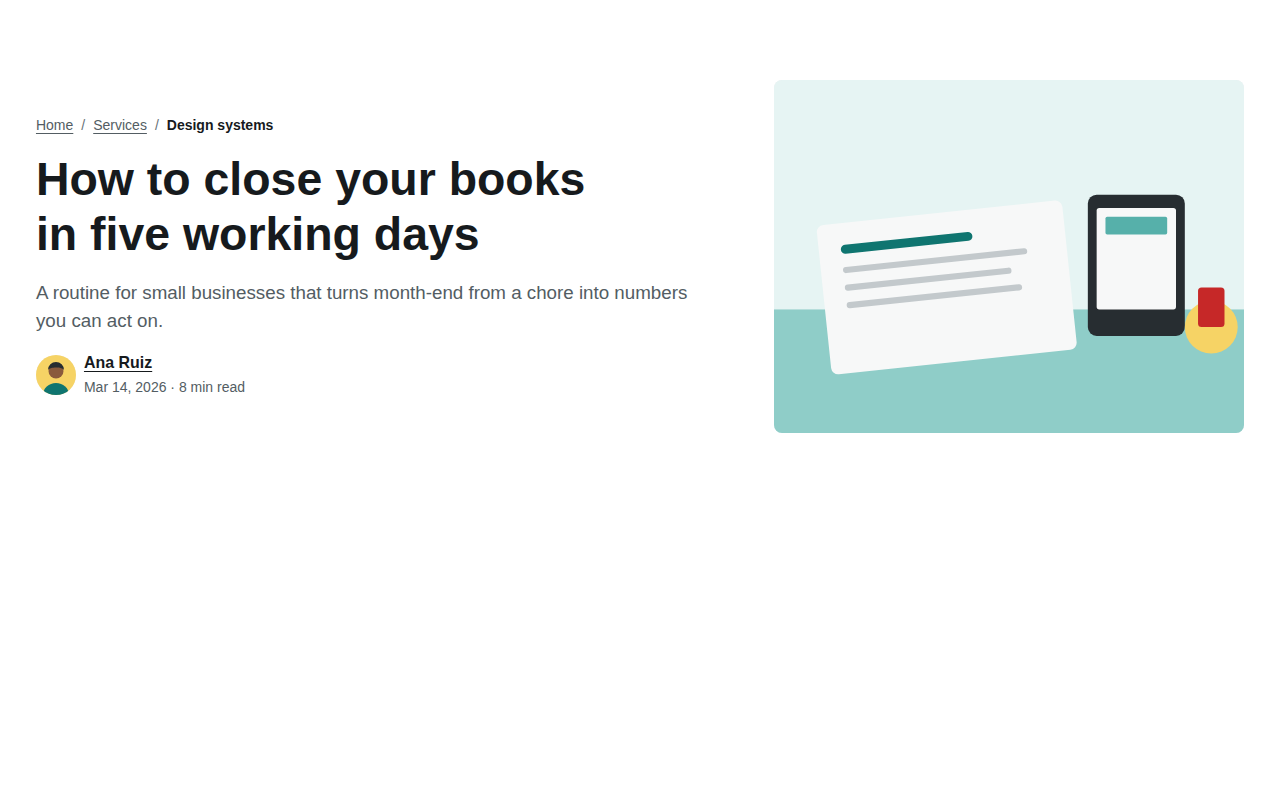 Home / Services / Design systems
How to close your books
in five working days
A routine for small businesses that turns month-end from a chore into numbers
you can act on.
Ana Ruiz
Mar 14, 2026 · 8 min read